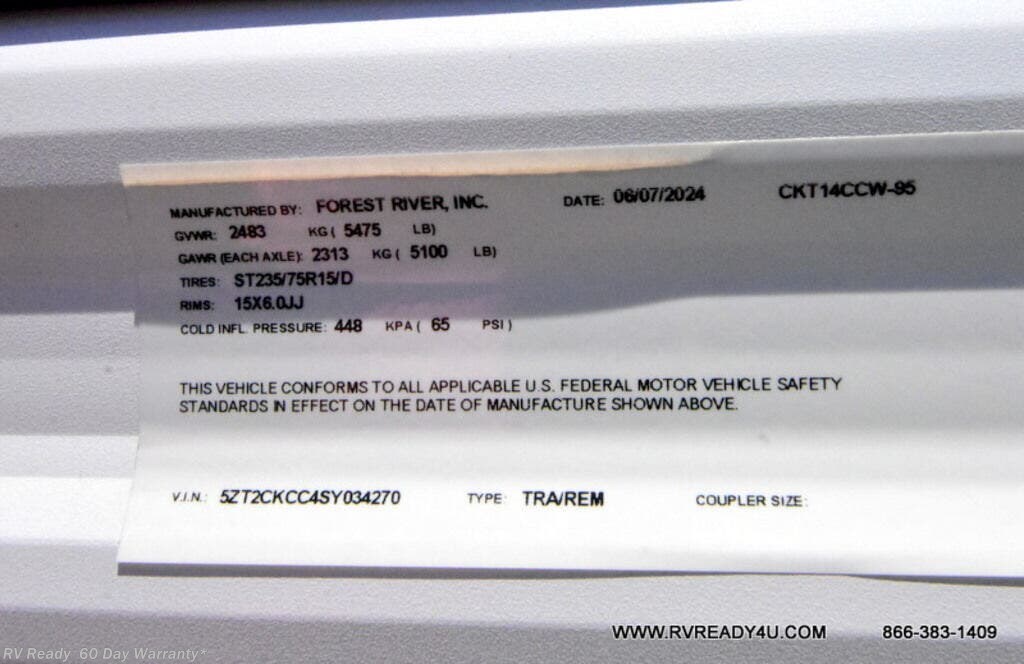 MANUFACTURED BY: FOREST RIVER, INC. DATE: 06/07/2024 CKT14CCW-95
GVWR: 2483 KG ( 5475 LB)
GAWR (EACH AXLE): 2313 KG ( 5100 LB)
TIRES: ST235/75R15/D
RIMS: 15X6.0JJ
COLD INFL. PRESSURE: 448 KPA ( 65 PSI )
THIS VEHICLE CONFORMS TO ALL APPLICABLE U.S. FEDERAL MOTOR VEHICLE SAFETY
STANDARDS IN EFFECT ON THE DATE OF MANUFACTURE SHOWN ABOVE.
V.I.N.: 5ZT2CKCC4SY034270 TYPE: TRA/REM COUPLER SIZE:
WWW.RVREADY4U.COM 866-383-1409
RV Ready 60 Day Warranty*